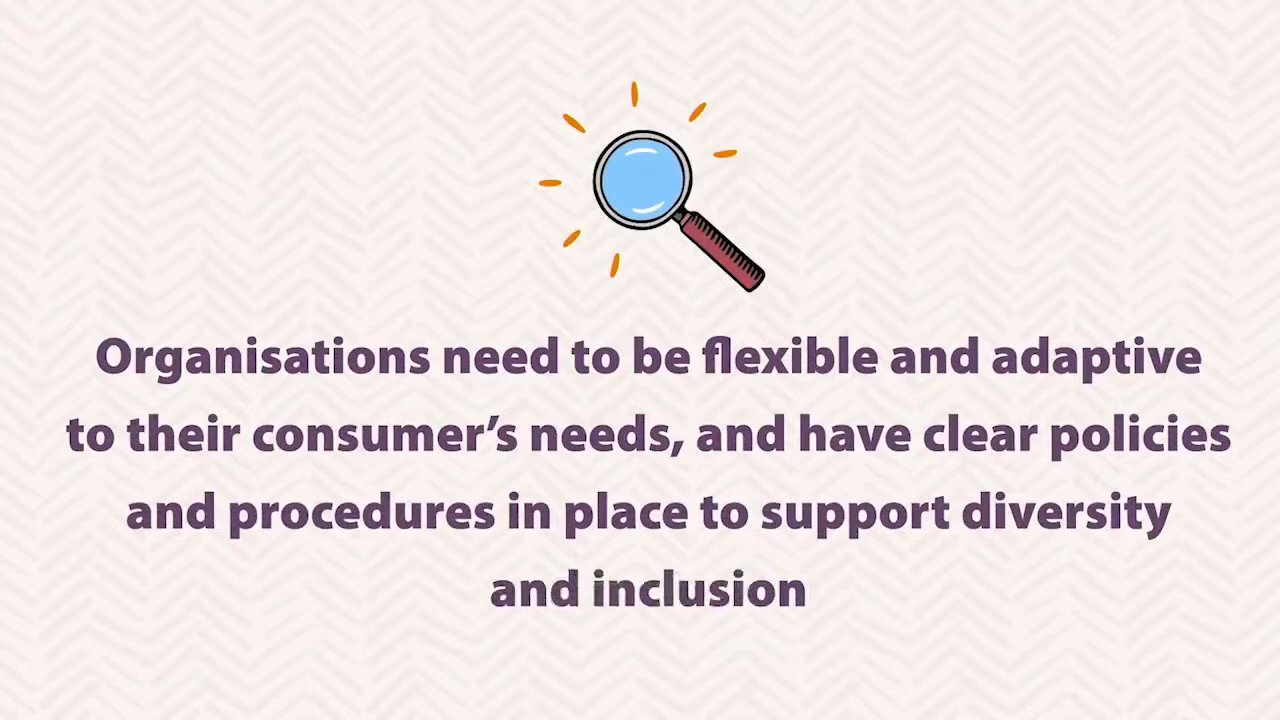 Organisations need to be flexible and adaptive
to their consumer’s needs, and have clear policies
and procedures in place to support diversity
and inclusion